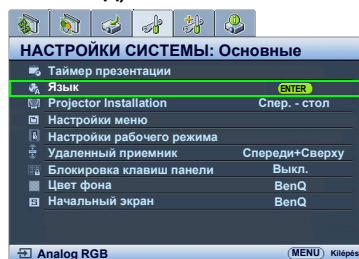 НАСТРОЙКИ СИСТЕМЫ: Основные
Таймер презентации
Язык ENTER
Projector Installation Спер. - стол
Настройки меню
Настройки рабочего режима
Удаленный приемник Спереди+Сверху
Блокировка клавиш панели Выкл.
Цвет фона BenQ
Начальный экран BenQ
Analog RGB MENU Kilépés